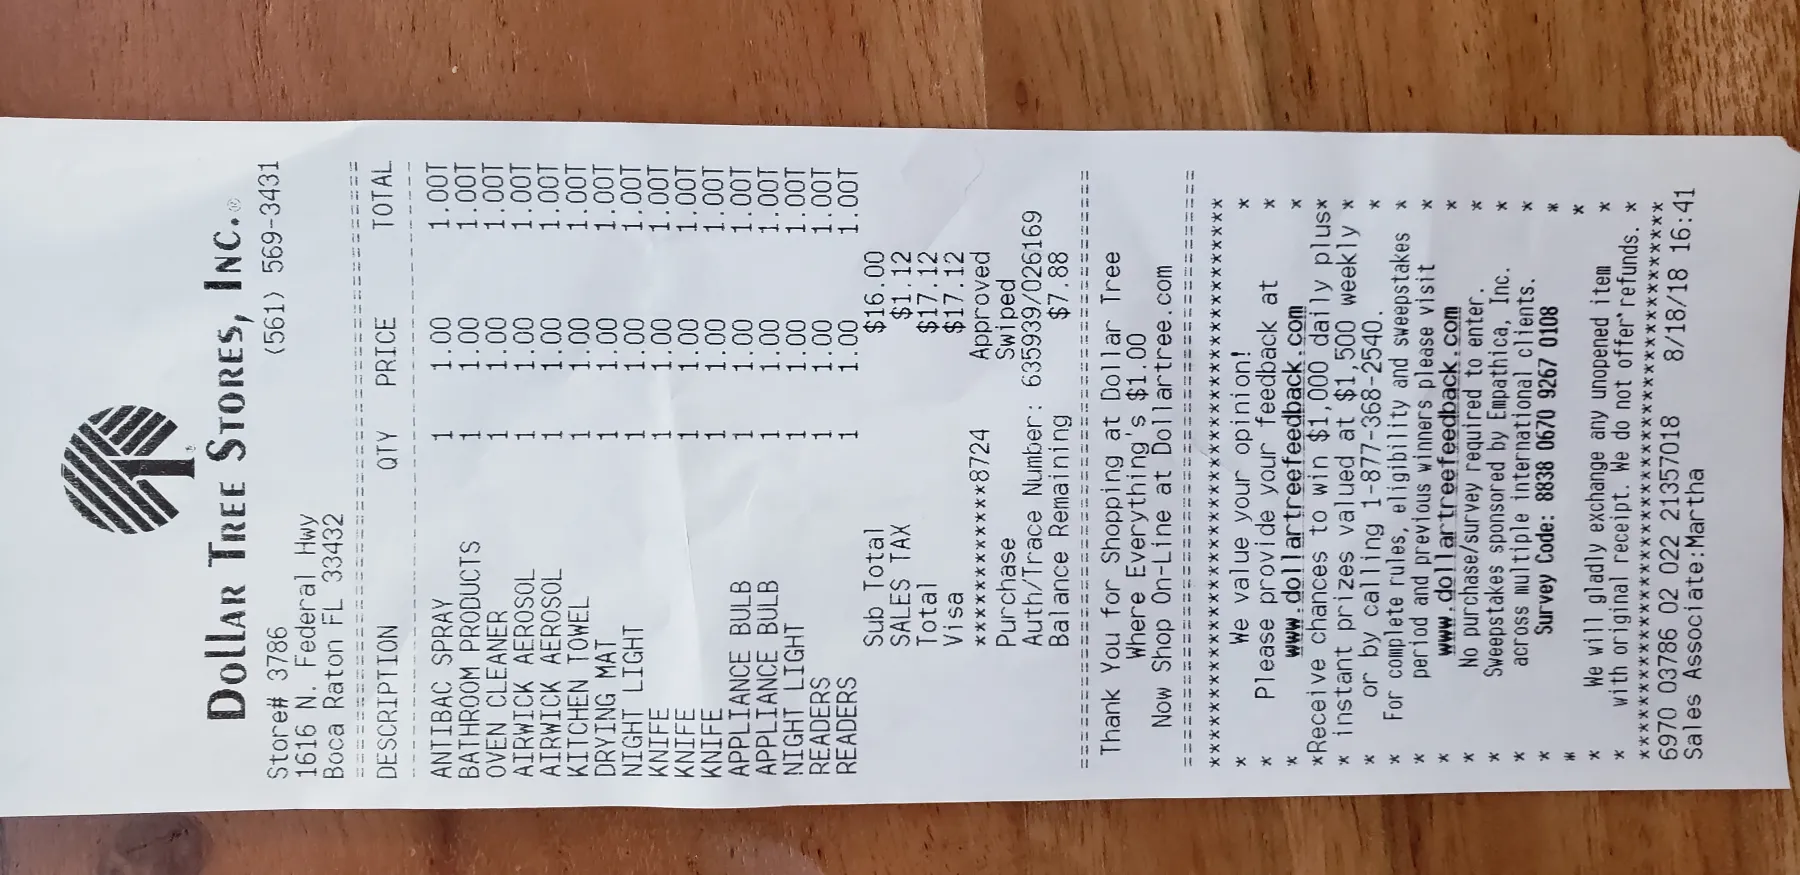 Dollar Tree Stores, Inc.®
Store# 3786 (561) 569-3431
1616 N. Federal Hwy
Boca Raton FL 33432
================================================
DESCRIPTION QTY PRICE TOTAL
------------------------------------------------
ANTIBAC SPRAY 1 1.00 1.00T
BATHROOM PRODUCTS 1 1.00 1.00T
OVEN CLEANER 1 1.00 1.00T
AIRWICK AEROSOL 1 1.00 1.00T
AIRWICK AEROSOL 1 1.00 1.00T
KITCHEN TOWEL 1 1.00 1.00T
DRYING MAT 1 1.00 1.00T
NIGHT LIGHT 1 1.00 1.00T
KNIFE 1 1.00 1.00T
KNIFE 1 1.00 1.00T
KNIFE 1 1.00 1.00T
APPLIANCE BULB 1 1.00 1.00T
APPLIANCE BULB 1 1.00 1.00T
NIGHT LIGHT 1 1.00 1.00T
READERS 1 1.00 1.00T
READERS 1 1.00 1.00T
Sub Total $16.00
SALES TAX $1.12
Total $17.12
Visa $17.12
************8724 Approved
Purchase Swiped
Auth/Trace Number: 635939/026169
Balance Remaining $7.88
================================================
Thank You for Shopping at Dollar Tree
Where Everything's $1.00
Now Shop On-Line at Dollartree.com
================================================
************************************************
* We value your opinion! *
* Please provide your feedback at *
* www.dollartreefeedback.com *
*Receive chances to win $1,000 daily plus*
* instant prizes valued at $1,500 weekly *
* or by calling 1-877-368-2540. *
* For complete rules, eligibility and sweepstakes *
* period and previous winners please visit *
* www.dollartreefeedback.com *
* No purchase/survey required to enter. *
* Sweepstakes sponsored by Empathica, Inc. *
* across multiple international clients. *
* Survey Code: 8838 0670 9267 0108 *
* *
* We will gladly exchange any unopened item *
* with original receipt. We do not offer refunds. *
************************************************
6970 03786 02 022 21357018 8/18/18 16:41
Sales Associate:Martha